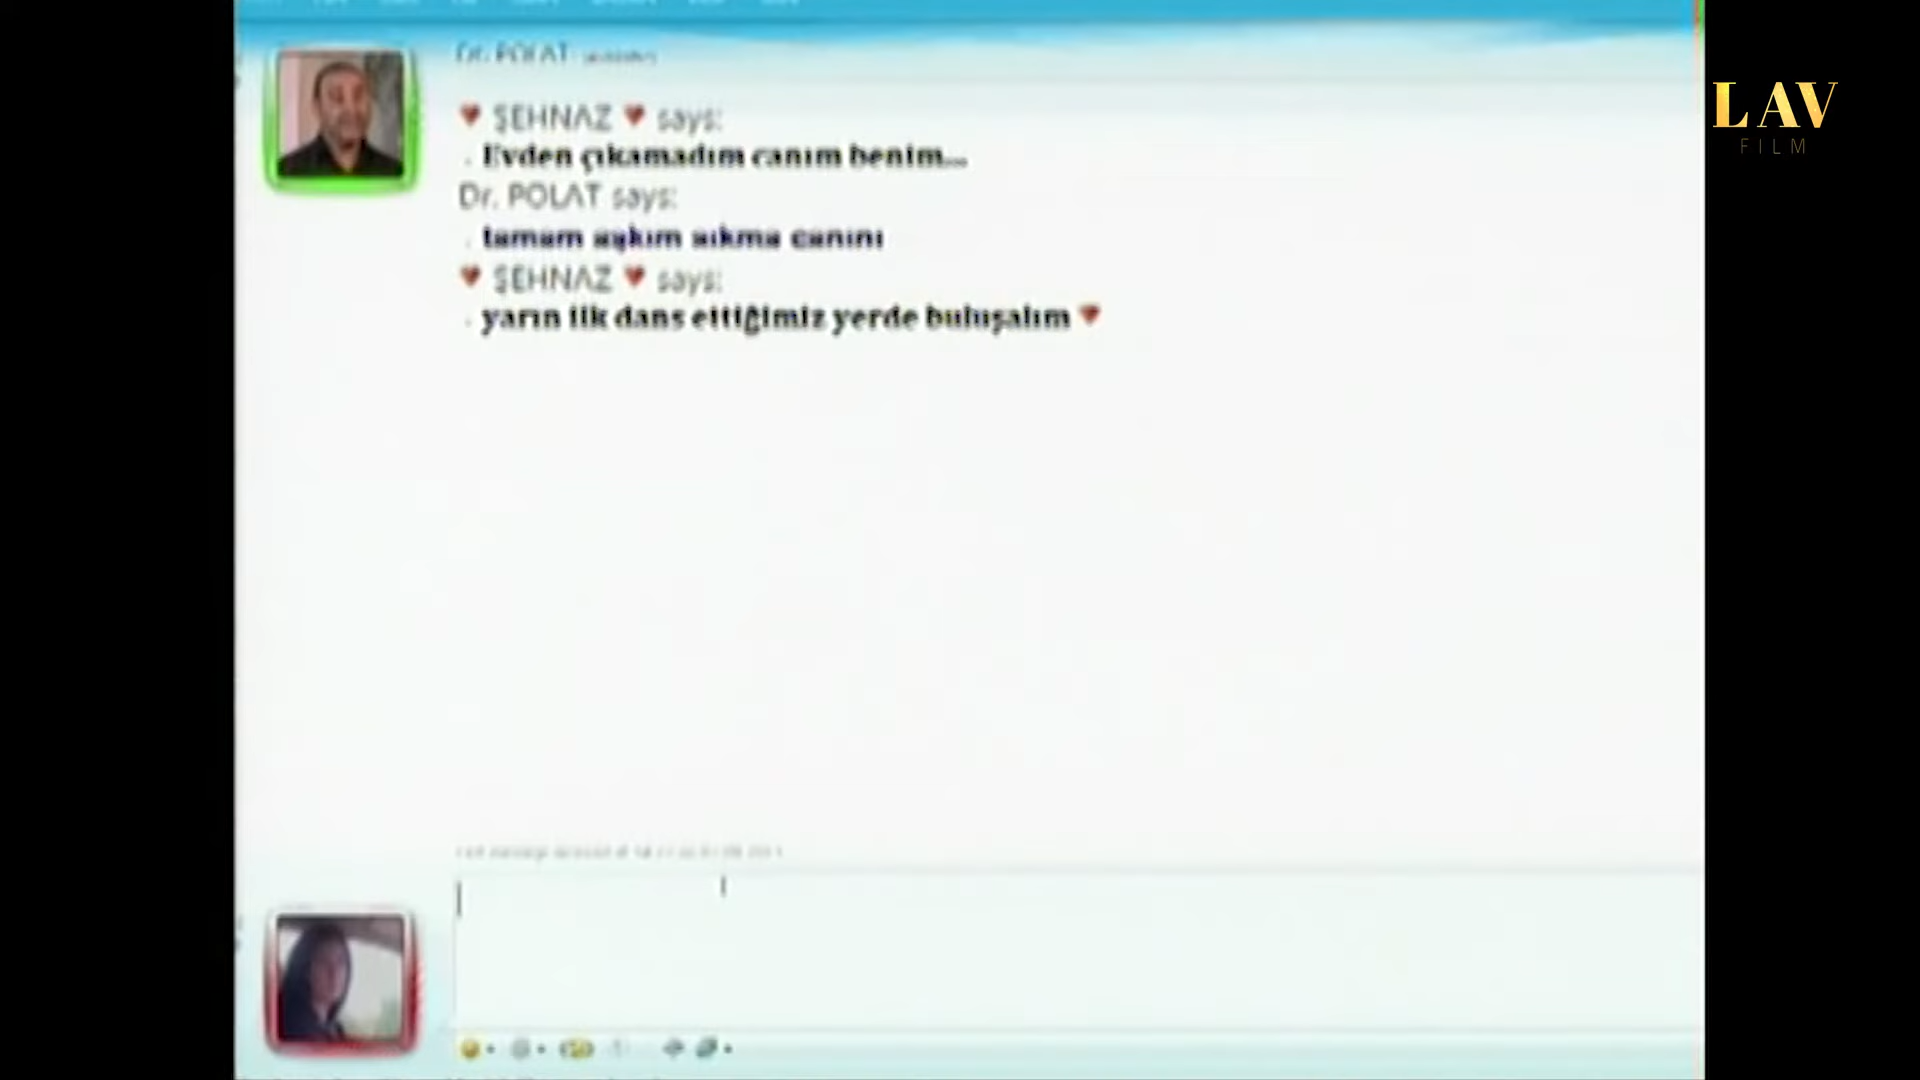 Dr. POLAT
LAV
FILM
♥ ŞEHNAZ ♥ says:
Evden çıkamadım canım benim...
Dr. POLAT says:
tamam aşkım sıkma canını
♥ ŞEHNAZ ♥ says:
yarın ilk dans ettiğimiz yerde buluşalım ♥